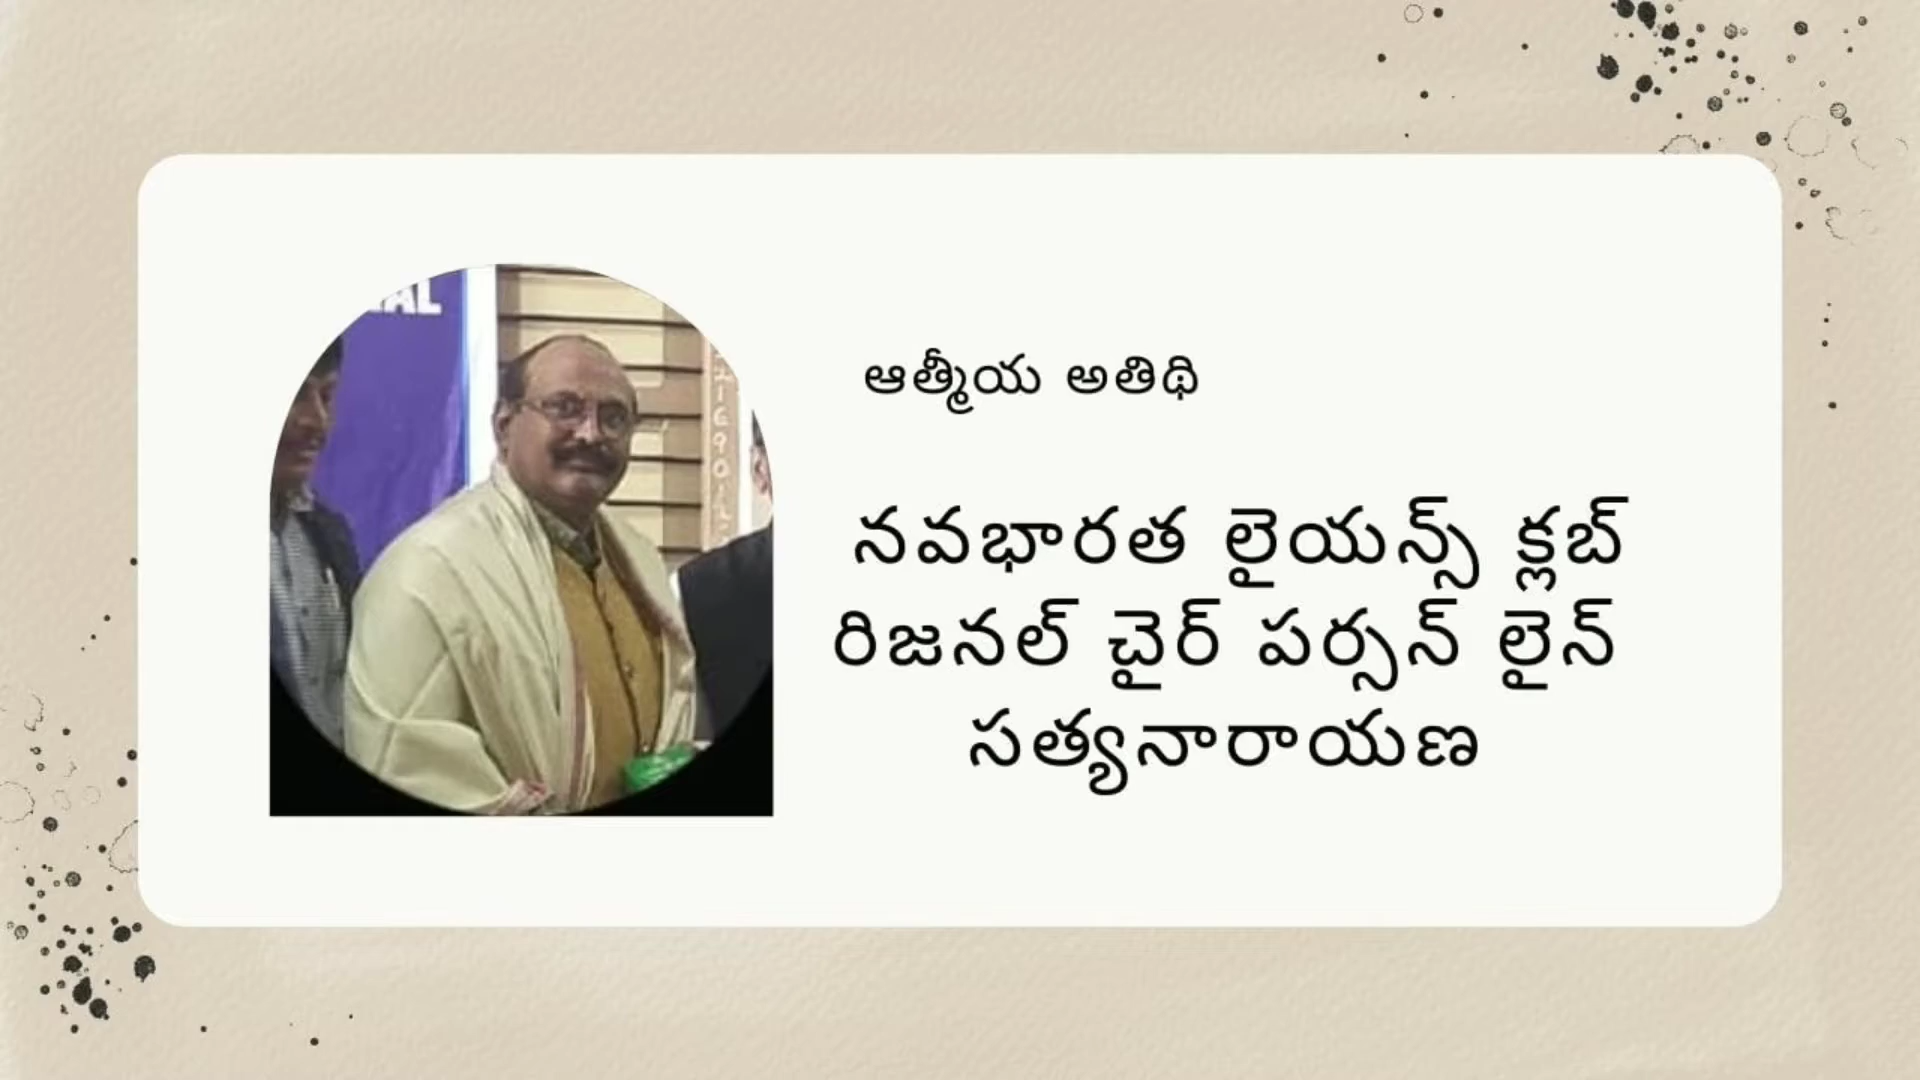 ఆత్మీయ అతిథి
నవభారత లైయన్స్ క్లబ్
రిజనల్ చైర్ పర్సన్ లైన్
సత్యనారాయణ